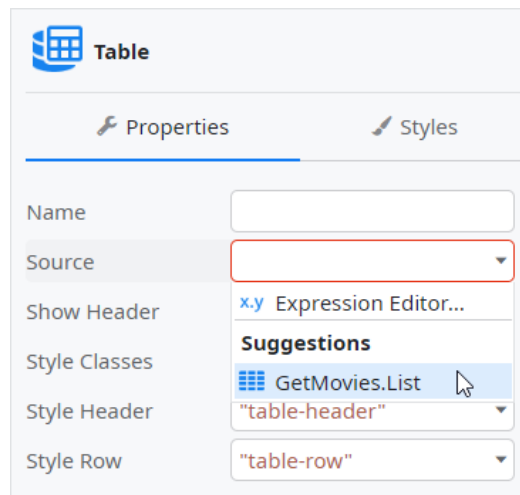 Table
Properties
Styles
Name
Source
x.y Expression Editor...
Show Header
Suggestions
Style Classes
GetMovies.List
Style Header "table-header"
Style Row "table-row"